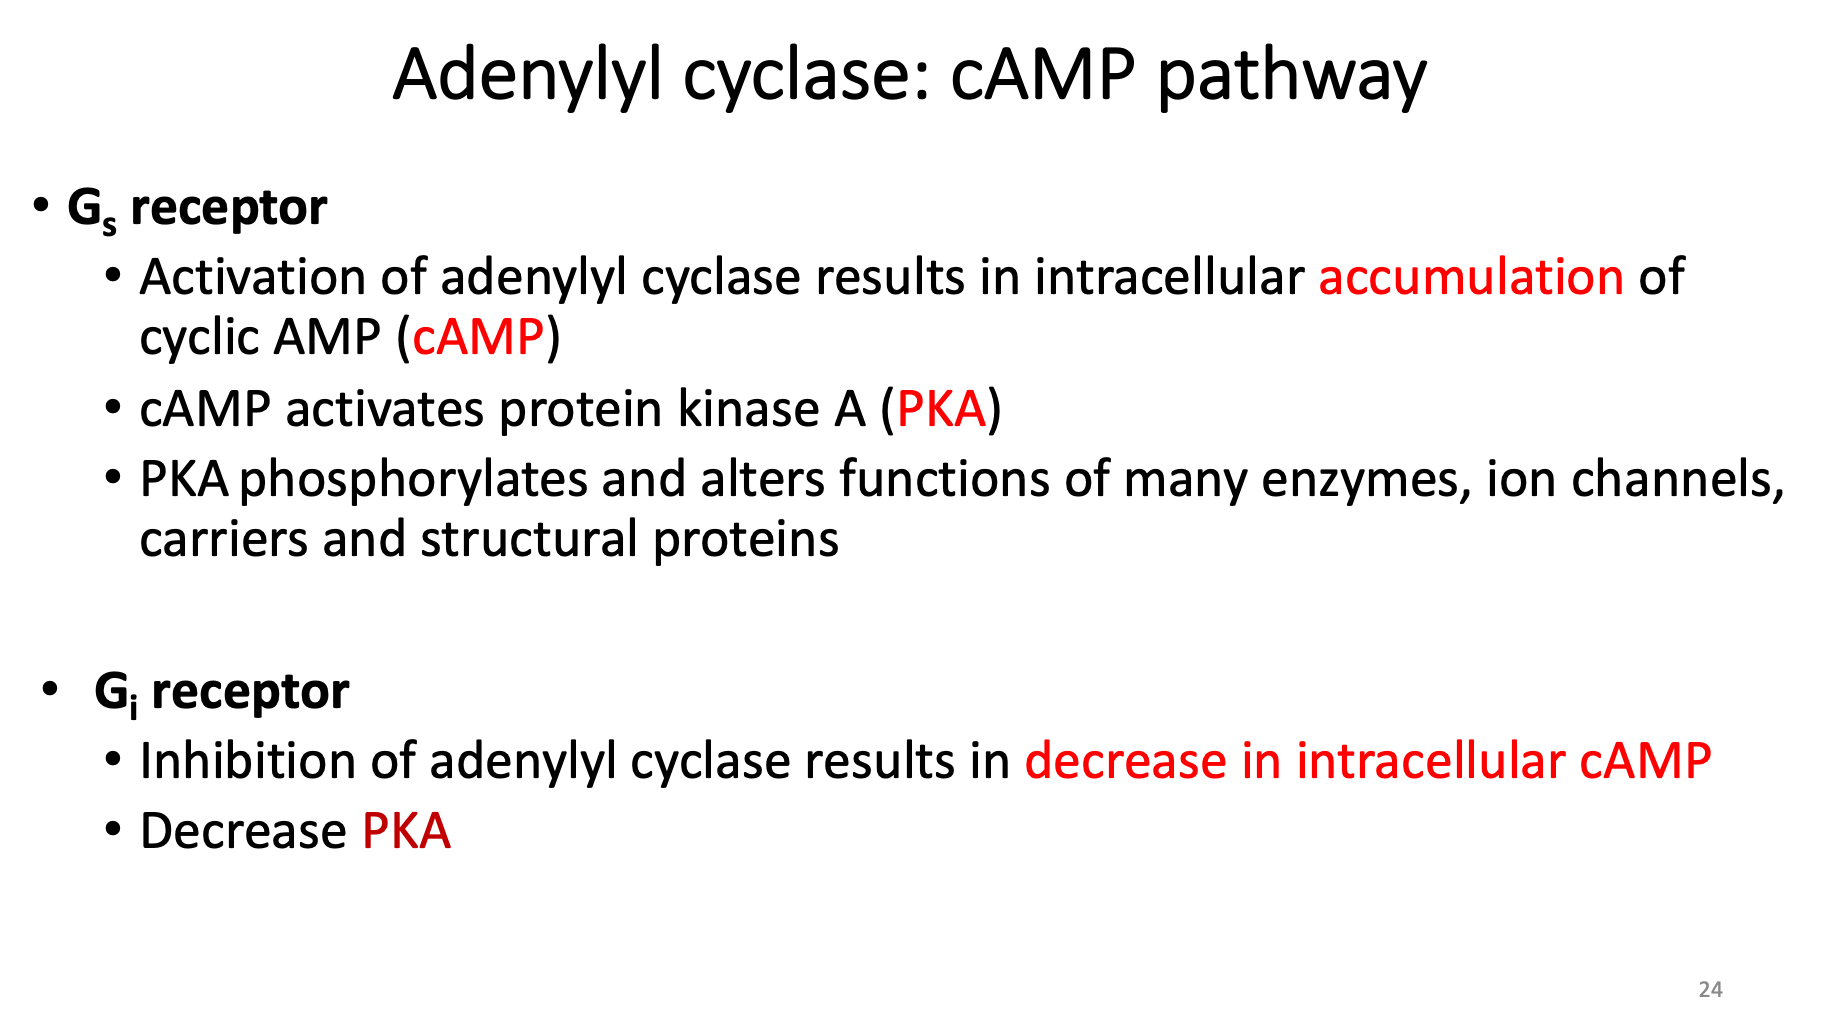 Adenylyl cyclase: cAMP pathway
• Gs receptor
• Activation of adenylyl cyclase results in intracellular accumulation of
cyclic AMP (cAMP)
• cAMP activates protein kinase A (PKA)
• PKA phosphorylates and alters functions of many enzymes, ion channels,
carriers and structural proteins
• Gi receptor
• Inhibition of adenylyl cyclase results in decrease in intracellular cAMP
• Decrease PKA
24